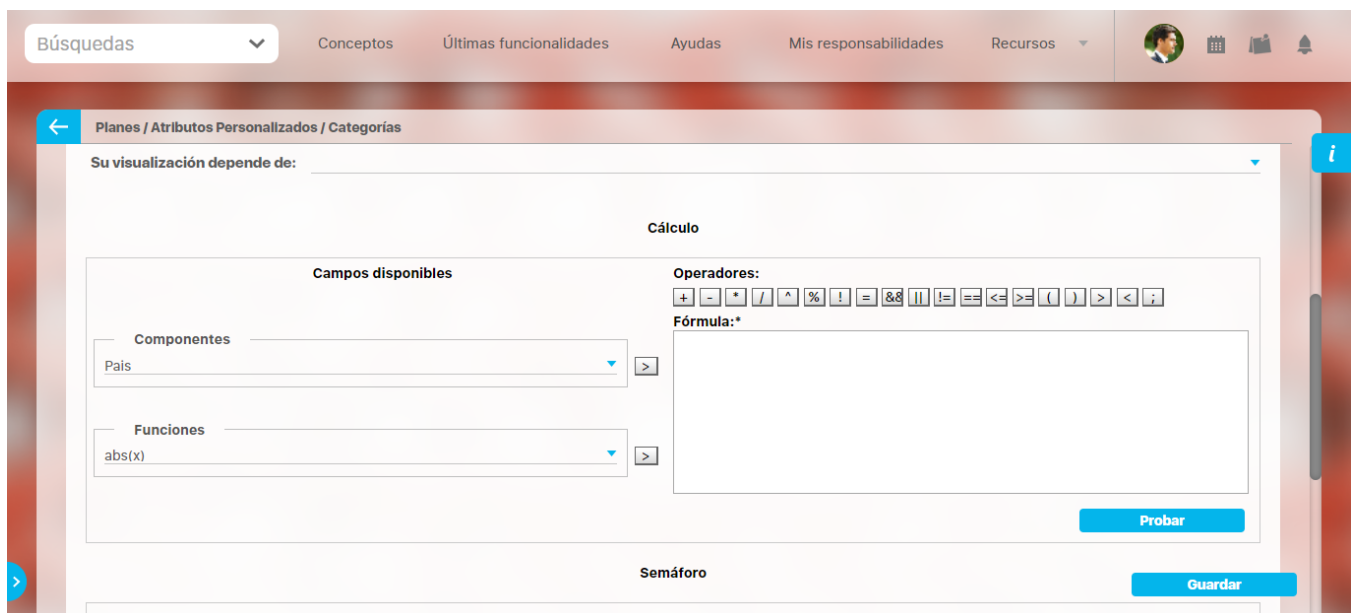 Búsquedas Conceptos Últimas funcionalidades Ayudas Mis responsabilidades Recursos
Planes / Atributos Personalizados / Categorías
i
Su visualización depende de:
Cálculo
Campos disponibles
Operadores:
+ - * / ^ % ! = && || != == <= >= ( ) > < ;
Fórmula:*
Componentes
Pais
>
Funciones
abs(x)
>
Probar
Semáforo
Guardar